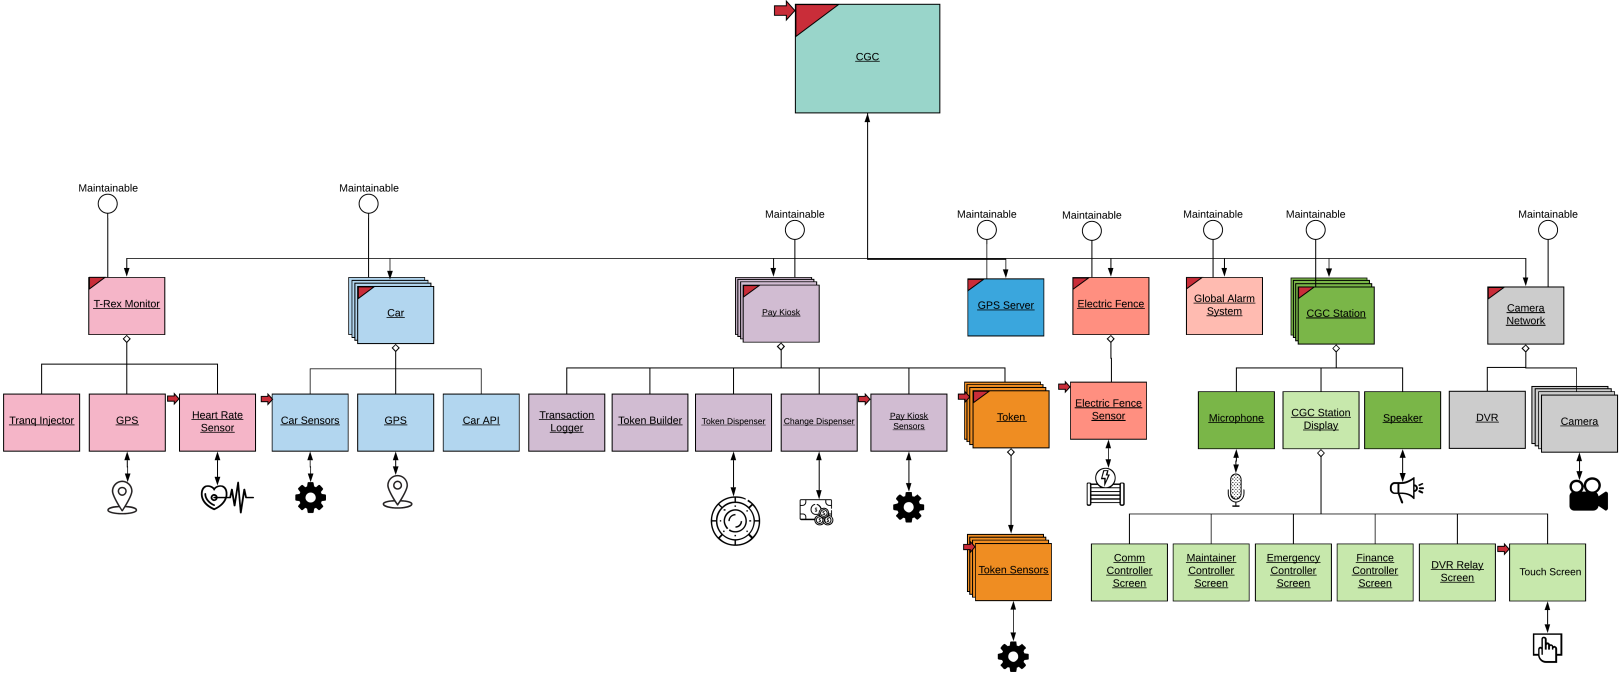 CGC
Maintainable
Maintainable
Maintainable
Maintainable
Maintainable
Maintainable
Maintainable
Maintainable
T-Rex Monitor
Car
Pay Kiosk
GPS Server
Electric Fence
Global Alarm
System
CGC Station
Camera
Network
Tranq Injector
GPS
Heart Rate
Sensor
Car Sensors
GPS
Car API
Transaction
Logger
Token Builder
Token Dispenser
Change Dispenser
Pay Kiosk
Sensors
Token
Electric Fence
Sensor
Microphone
CGC Station
Display
Speaker
DVR
Camera
Token Sensors
Comm
Controller
Screen
Maintainer
Controller
Screen
Emergency
Controller
Screen
Finance
Controller
Screen
DVR Relay
Screen
Touch Screen